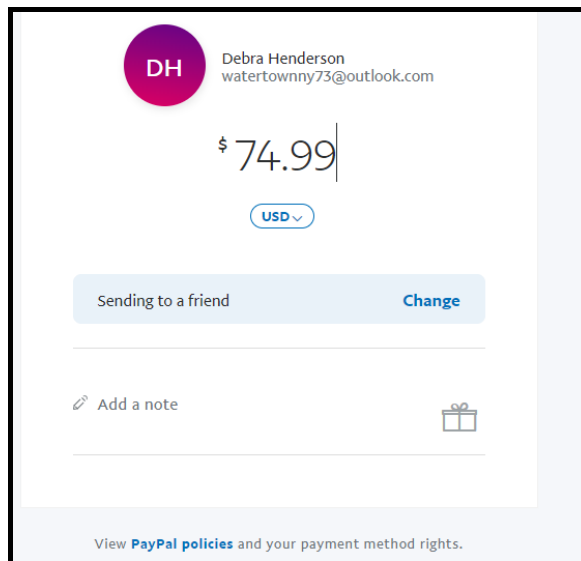 DH
Debra Henderson
watertownny73@outlook.com
$ 74.99
USD
Sending to a friend Change
Add a note
View PayPal policies and your payment method rights.